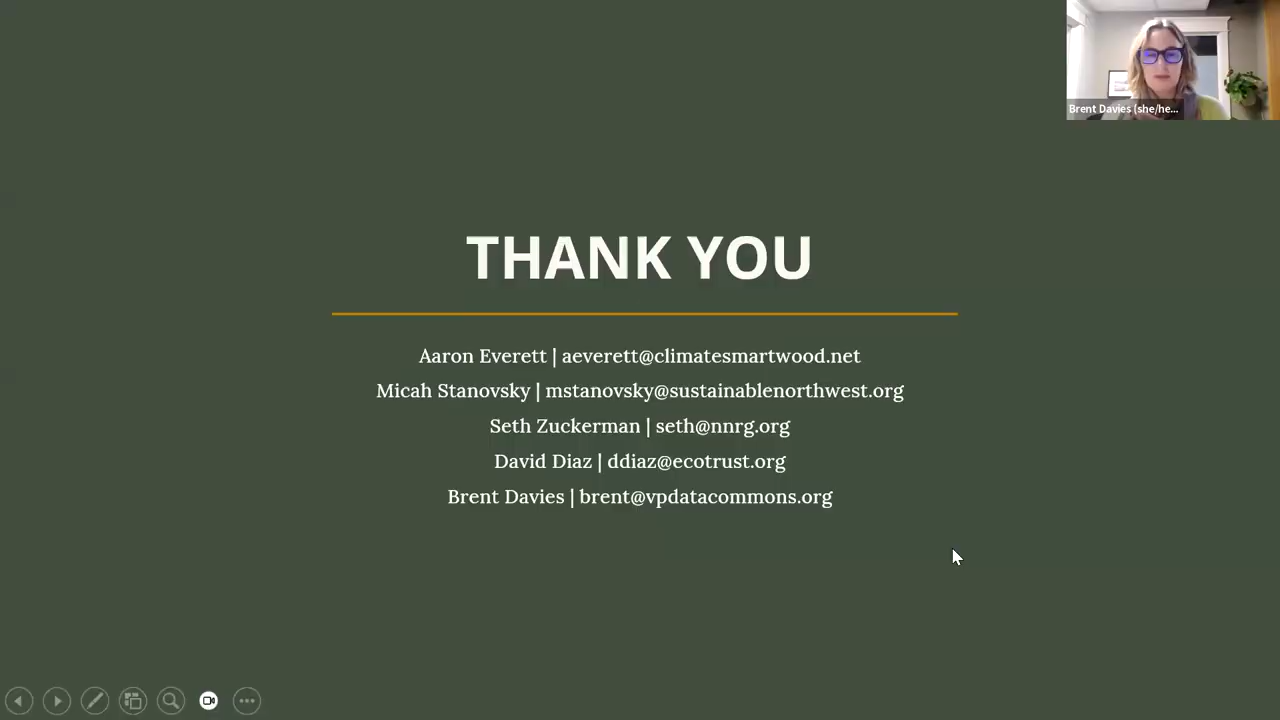 Brent Davies (she/he...
THANK YOU
Aaron Everett | aeverett@climatesmartwood.net
Micah Stanovsky | mstanovsky@sustainablenorthwest.org
Seth Zuckerman | seth@nnrg.org
David Diaz | ddiaz@ecotrust.org
Brent Davies | brent@vpdatacommons.org